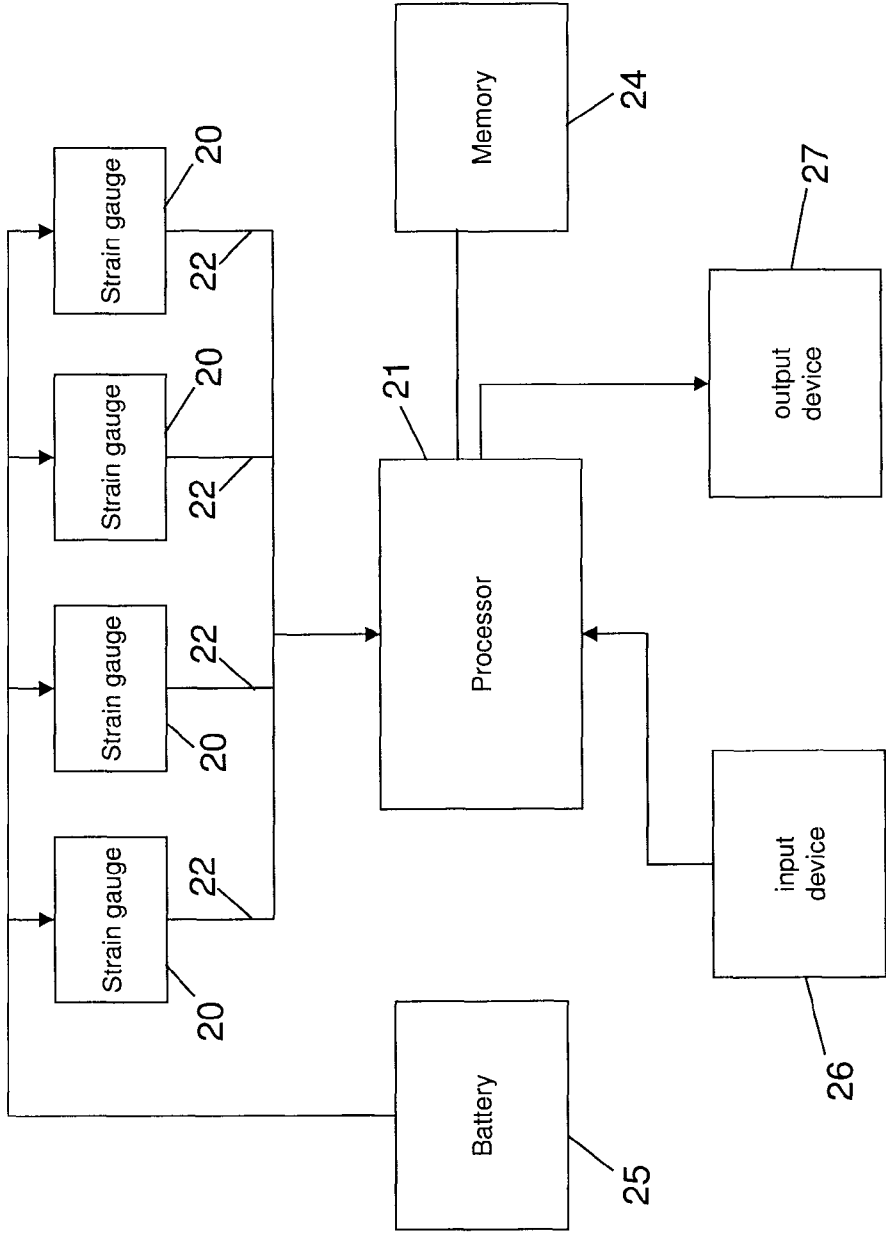 Strain gauge
Strain gauge
Strain gauge
Strain gauge
20
22
20
22
22
20
22
20
21
Battery
Processor
Memory
25
24
input
device
output
device
27
26